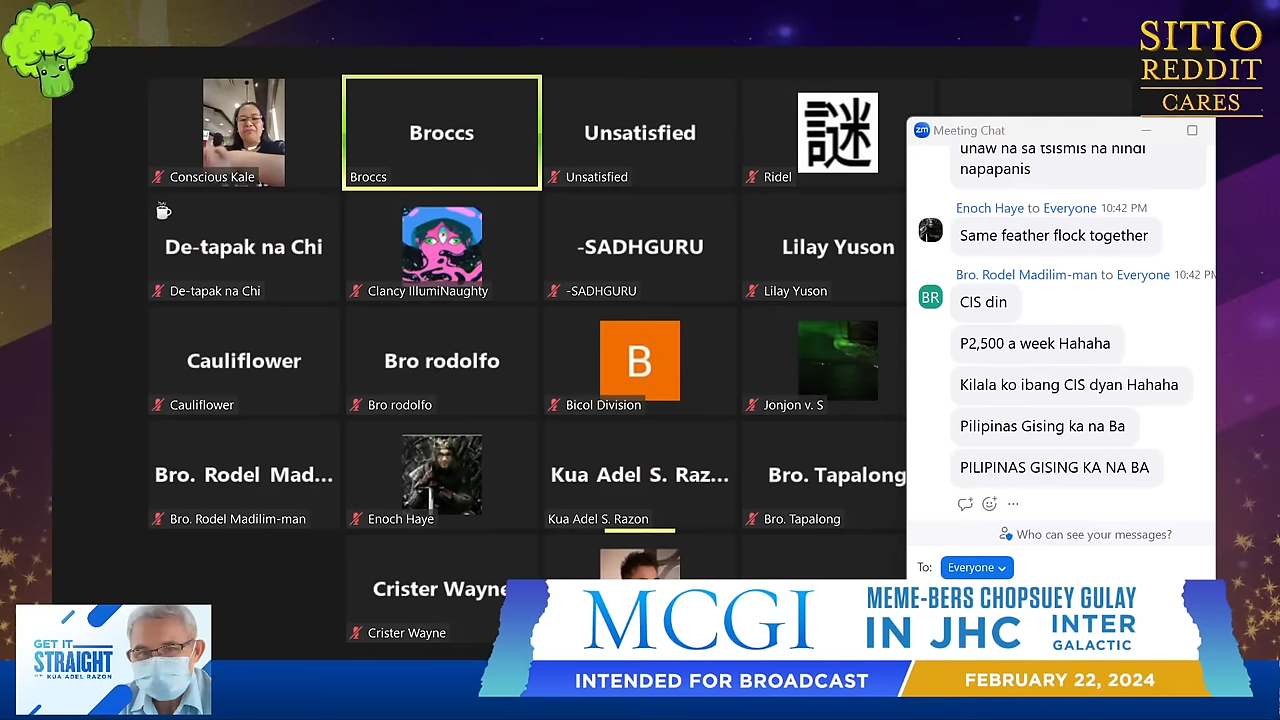 SITIO
REDDIT
CARES
Conscious Kale
Broccs
Broccs
Unsatisfied
Unsatisfied
謎
Ridel
De-tapak na Chi
De-tapak na Chi
Clancy IllumiNaughty
-SADHGURU
-SADHGURU
Lilay Yuson
Lilay Yuson
Cauliflower
Cauliflower
Bro rodolfo
Bro rodolfo
B
Bicol Division
Jonjon v. S
Bro. Rodel Mad...
Bro. Rodel Madilim-man
Enoch Haye
Kua Adel S. Raz...
Kua Adel S. Razon
Bro. Tapalong
Bro. Tapalong
Crister Wayne
Crister Wayne
zm Meeting Chat
uhaw na sa tsismis na hindi
napapanis
Enoch Haye to Everyone 10:42 PM
Same feather flock together
Bro. Rodel Madilim-man to Everyone 10:42 PM
BR
CIS din
P2,500 a week Hahaha
Kilala ko ibang CIS dyan Hahaha
Pilipinas Gising ka na Ba
PILIPINAS GISING KA NA BA
Who can see your messages?
To: Everyone
GET IT
STRAIGHT
KUA ADEL RAZON
MCGI
MEME-BERS CHOPSUEY GULAY
IN JHC
INTER
GALACTIC
INTENDED FOR BROADCAST
FEBRUARY 22, 2024